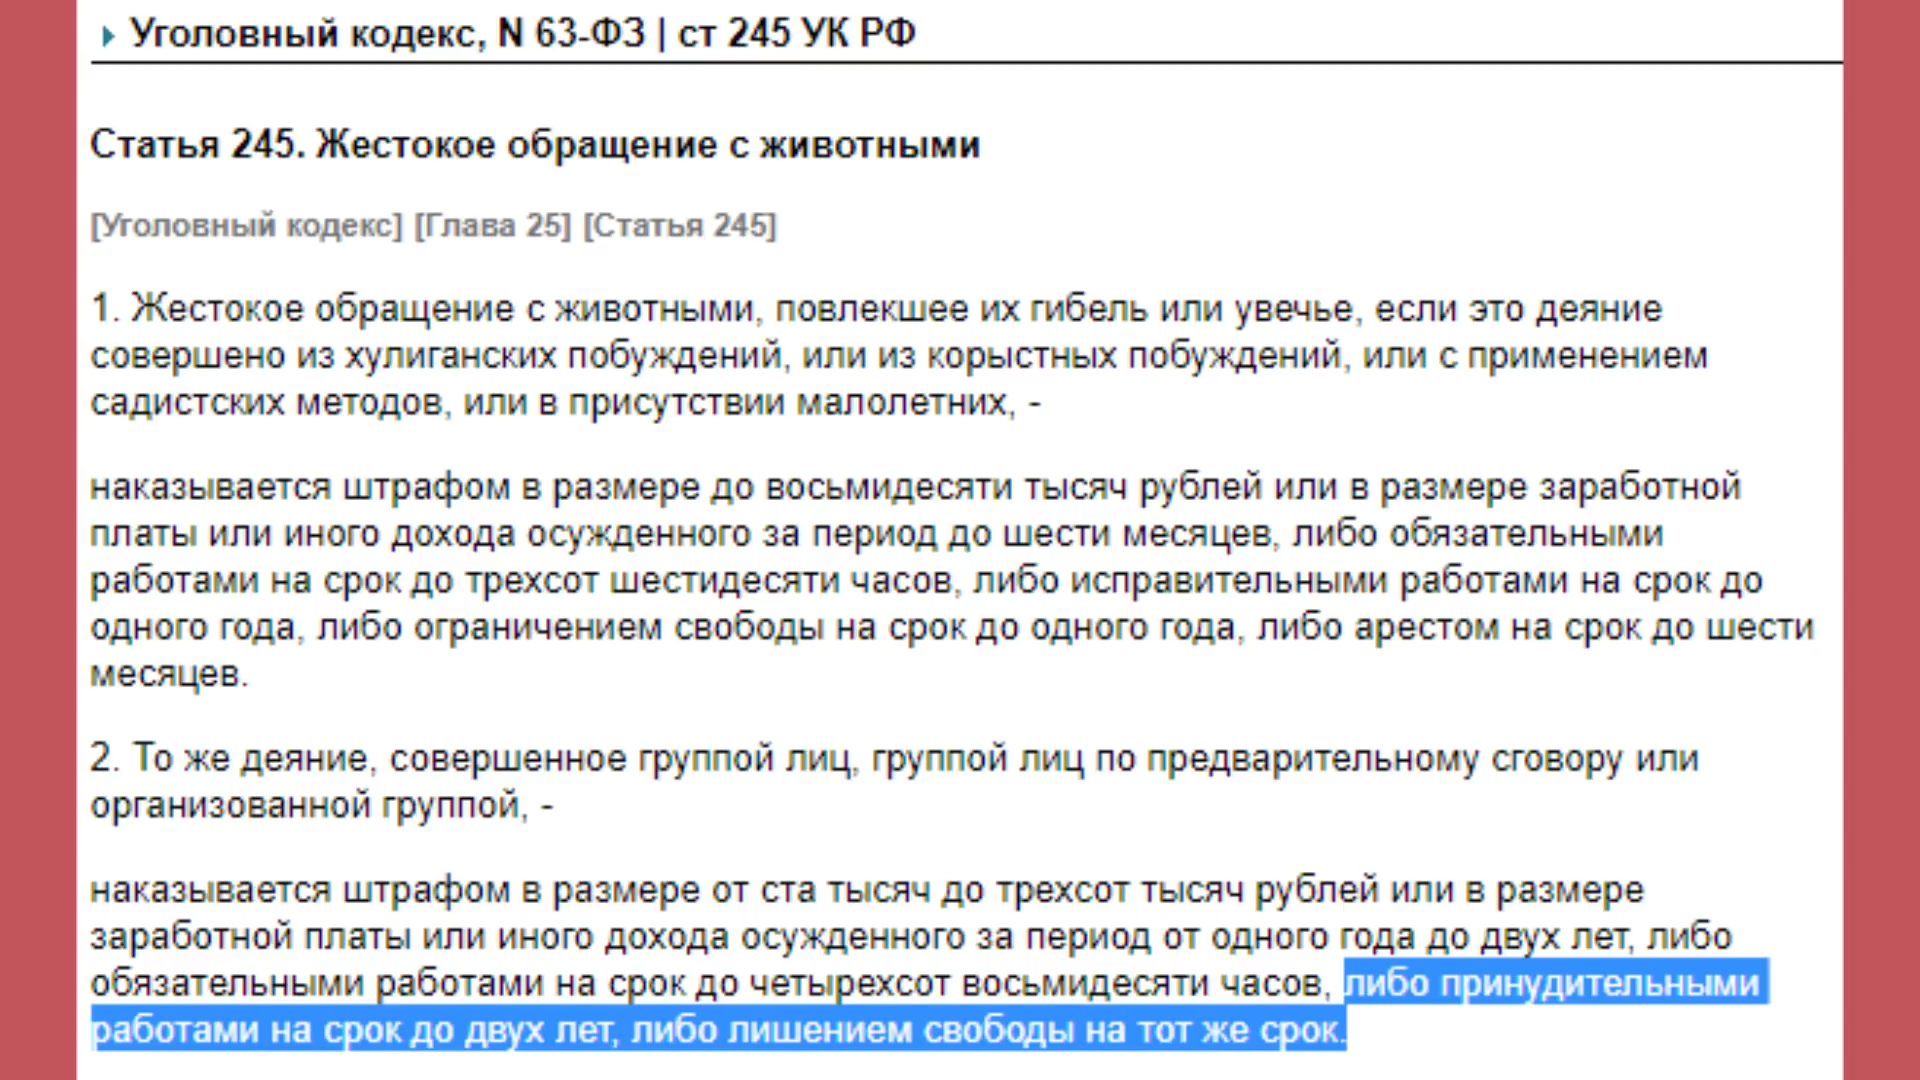 Уголовный кодекс, N 63-ФЗ | ст 245 УК РФ
Статья 245. Жестокое обращение с животными
[Уголовный кодекс] [Глава 25] [Статья 245]
1. Жестокое обращение с животными, повлекшее их гибель или увечье, если это деяние
совершено из хулиганских побуждений, или из корыстных побуждений, или с применением
садистских методов, или в присутствии малолетних, -
наказывается штрафом в размере до восьмидесяти тысяч рублей или в размере заработной
платы или иного дохода осужденного за период до шести месяцев, либо обязательными
работами на срок до трехсот шестидесяти часов, либо исправительными работами на срок до
одного года, либо ограничением свободы на срок до одного года, либо арестом на срок до шести
месяцев.
2. То же деяние, совершенное группой лиц, группой лиц по предварительному сговору или
организованной группой, -
наказывается штрафом в размере от ста тысяч до трехсот тысяч рублей или в размере
заработной платы или иного дохода осужденного за период от одного года до двух лет, либо
обязательными работами на срок до четырехсот восьмидесяти часов, либо принудительными
работами на срок до двух лет, либо лишением свободы на тот же срок.